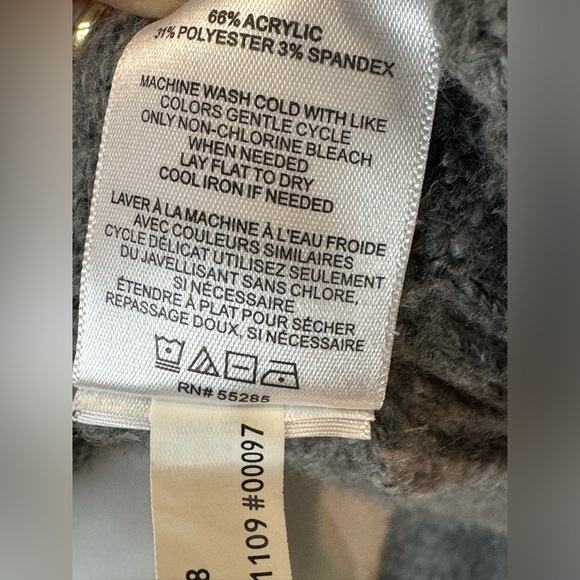 66% ACRYLIC
31% POLYESTER 3% SPANDEX
MACHINE WASH COLD WITH LIKE
COLORS GENTLE CYCLE
ONLY NON-CHLORINE BLEACH
WHEN NEEDED
LAY FLAT TO DRY
COOL IRON IF NEEDED
LAVER À LA MACHINE À L'EAU FROIDE
AVEC COULEURS SIMILAIRES
CYCLE DÉLICAT UTILISEZ SEULEMENT
DU JAVELLISANT SANS CHLORE,
SI NÉCESSAIRE
ÉTENDRE À PLAT POUR SÉCHER
REPASSAGE DOUX, SI NÉCESSAIRE
RN# 55285
1109 #00097
8